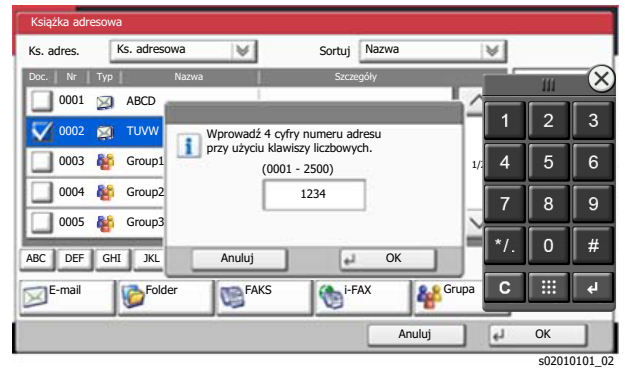 Książka adresowa
Ks. adres. Ks. adresowa Sortuj Nazwa
Doc. Nr Typ Nazwa Szczegóły
0001 ABCD
0002 TUVW
0003 Group1
0004 Group2
0005 Group3
1/
Wprowadź 4 cyfry numeru adresu
przy użyciu klawiszy liczbowych.
(0001 - 2500)
1234
Anuluj OK
ABC DEF GHI JKL
E-mail Folder FAKS i-FAX Grupa
Anuluj OK
1 2 3
4 5 6
7 8 9
*/. 0 #
C
s02010101_02